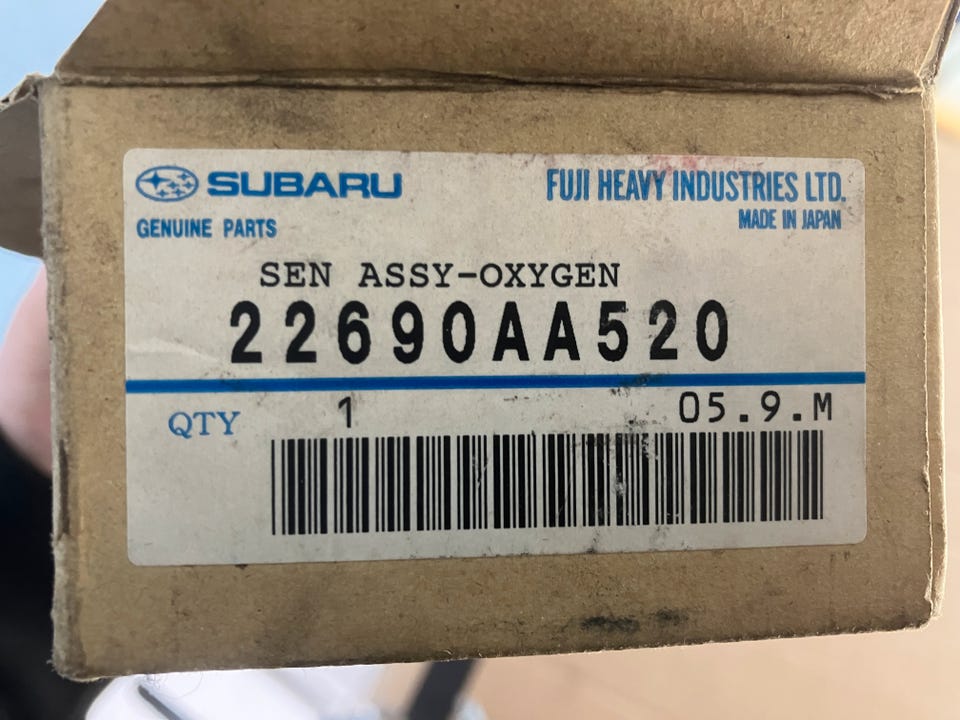 SUBARU
FUJI HEAVY INDUSTRIES LTD.
GENUINE PARTS
MADE IN JAPAN
SEN ASSY-OXYGEN
22690AA520
QTY 1 05.9.M